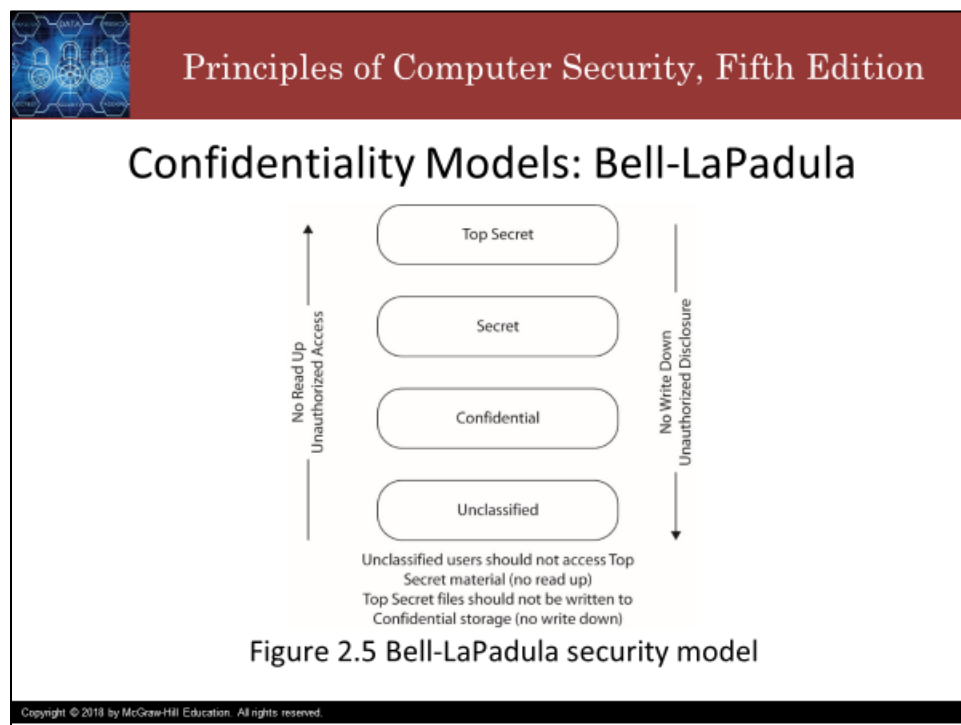 DATA
Principles of Computer Security, Fifth Edition
Confidentiality Models: Bell-LaPadula
Top Secret
Secret
Confidential
Unclassified
No Read Up
Unauthorized Access
No Write Down
Unauthorized Disclosure
Unclassified users should not access Top
Secret material (no read up)
Top Secret files should not be written to
Confidential storage (no write down)
Figure 2.5 Bell-LaPadula security model
Copyright © 2018 by McGraw-Hill Education. All rights reserved.